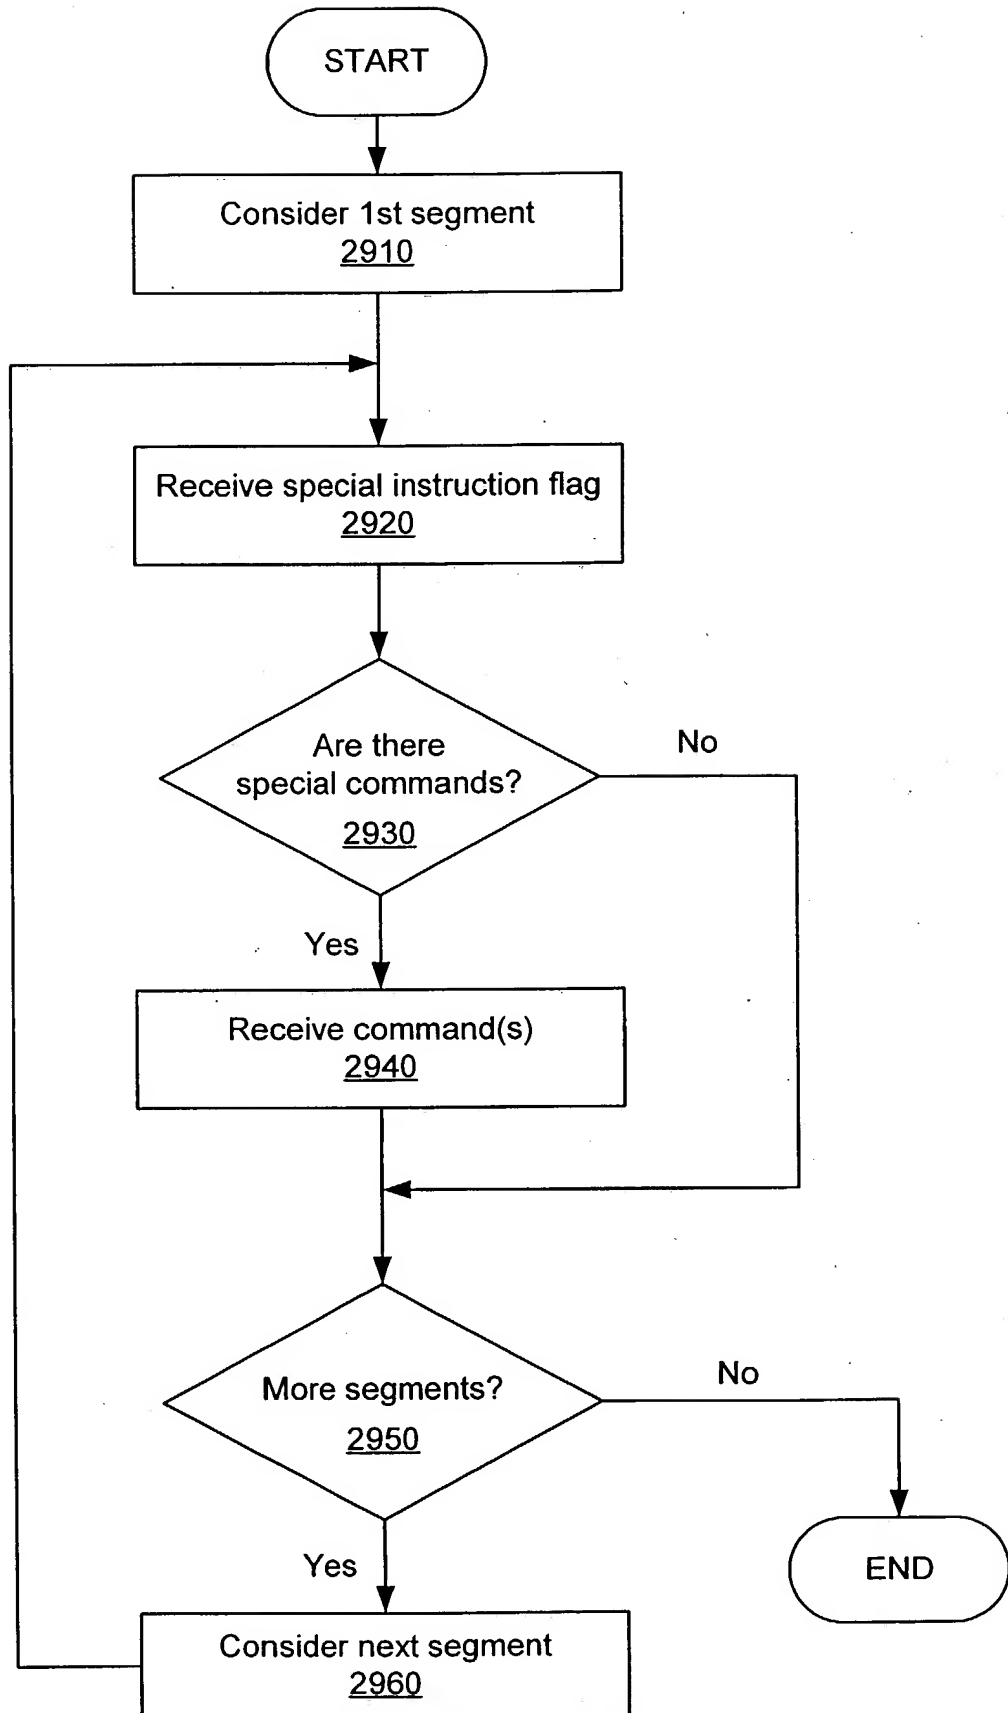 START
Consider 1st segment
2910
Receive special instruction flag
2920
Are there
special commands?
2930
No
Yes
Receive command(s)
2940
More segments?
2950
No
Yes
END
Consider next segment
2960